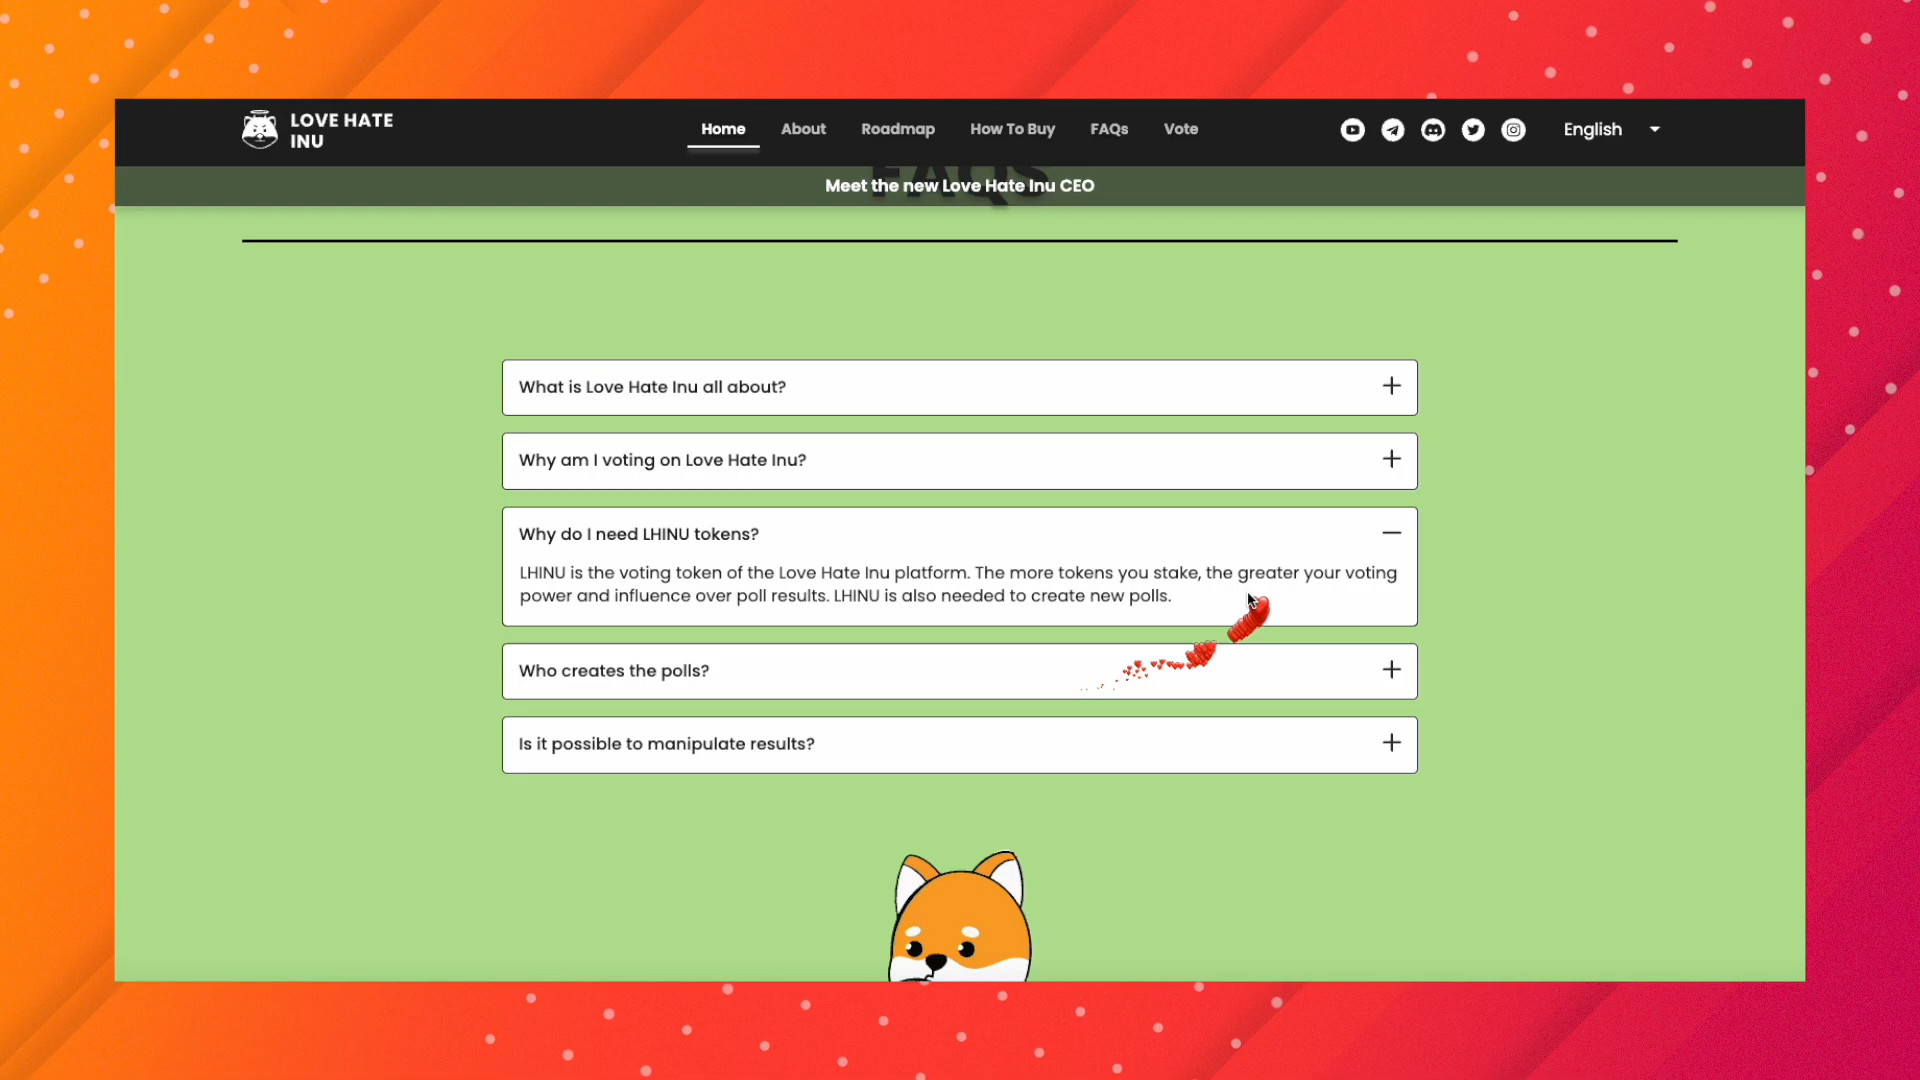 LOVE HATE
INU
Home
About
Roadmap
How To Buy
FAQs
Vote
English
FAQs
Meet the new Love Hate Inu CEO
What is Love Hate Inu all about?
Why am I voting on Love Hate Inu?
Why do I need LHINU tokens?
LHINU is the voting token of the Love Hate Inu platform. The more tokens you stake, the greater your voting
power and influence over poll results. LHINU is also needed to create new polls.
Who creates the polls?
Is it possible to manipulate results?